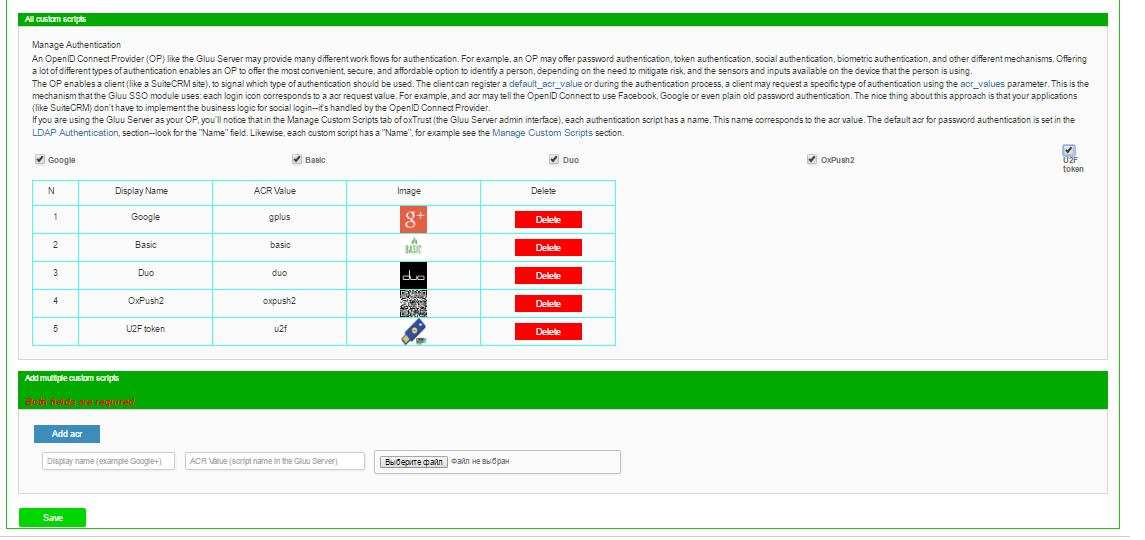 All custom scripts
Manage Authentication
An OpenID Connect Provider (OP) like the Gluu Server may provide many different work flows for authentication. For example, an OP may offer password authentication, token authentication, social authentication, biometric authentication, and other different mechanisms. Offering
a lot of different types of authentication enables an OP to offer the most convenient, secure, and affordable option to identify a person, depending on the need to mitigate risk, and the sensors and inputs available on the device that the person is using.
The OP enables a client (like a SuiteCRM site), to signal which type of authentication should be used. The client can register a default_acr_value or during the authentication process, a client may request a specific type of authentication using the acr_values parameter. This is the
mechanism that the Gluu SSO module uses: each login icon corresponds to a acr request value. For example, and acr may tell the OpenID Connect to use Facebook, Google or even plain old password authentication. The nice thing about this approach is that your applications
(like SuiteCRM) don't have to implement the business logic for social login--it's handled by the OpenID Connect Provider.
If you are using the Gluu Server as your OP, you'll notice that in the Manage Custom Scripts tab of oxTrust (the Gluu Server admin interface), each authentication script has a name. This name corresponds to the acr value. The default acr for password authentication is set in the
LDAP Authentication, section--look for the "Name" field. Likewise, each custom script has a "Name", for example see the Manage Custom Scripts section.
Google Basic Duo OxPush2 U2F
token
N Display Name ACR Value Image Delete
1 Google gplus g+ Delete
2 Basic basic BASIC Delete
3 Duo duo duo Delete
4 OxPush2 oxpush2 Delete
5 U2F token u2f Delete
Add multiple custom scripts
Both fields are required
Add acr
Display name (example Google+) ACR Value (script name in the Gluu Server) Выберите файл Файл не выбран
Save